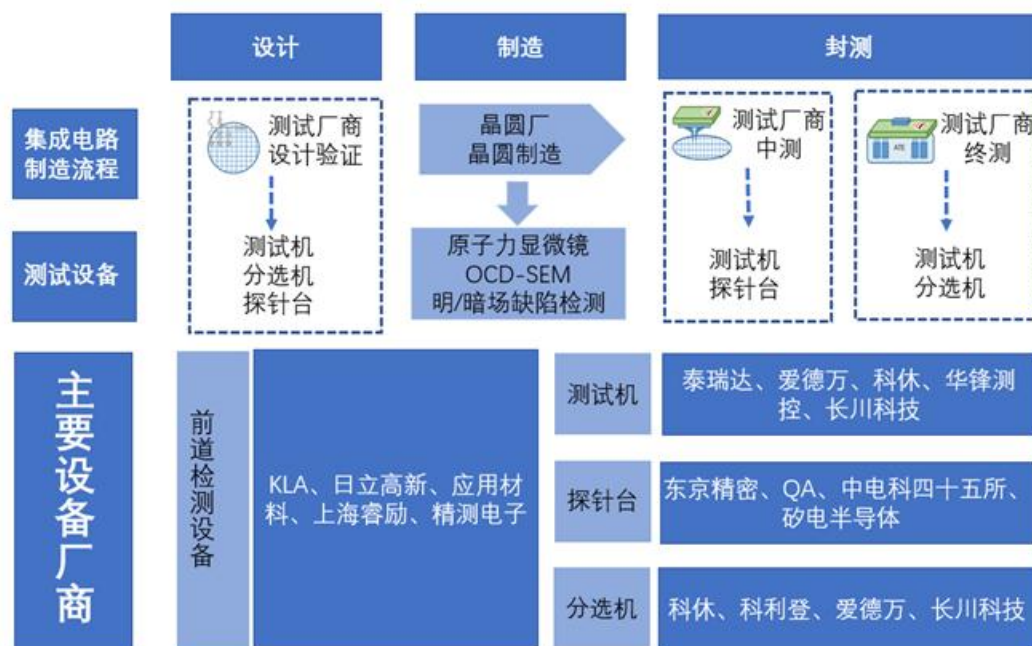 设计
制造
封测
集成电路
制造流程
测试厂商
设计验证
晶圆厂
晶圆制造
测试厂商
中测
ATE
测试厂商
终测
测试设备
测试机
分选机
探针台
原子力显微镜
OCD-SEM
明/暗场缺陷检测
测试机
探针台
测试机
分选机
主要设备厂商
前道检测设备
KLA、日立高新、应用材
料、上海睿励、精测电子
测试机
泰瑞达、爱德万、科休、华锋测
控、长川科技
探针台
东京精密、QA、中电科四十五所、
矽电半导体
分选机
科休、科利登、爱德万、长川科技